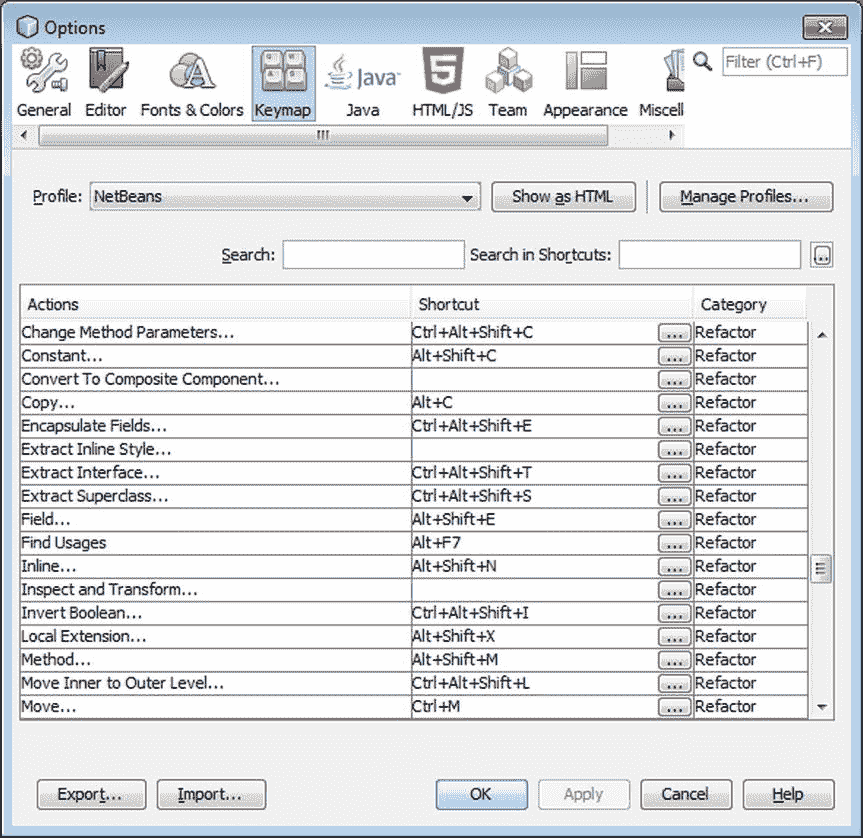 Options
General Editor Fonts & Colors Keymap Java HTML/JS Team Appearance Miscell
5 Java
Filter (Ctrl+F)
Profile: NetBeans Show as HTML Manage Profiles...
Search: Search in Shortcuts: ...
Actions Shortcut Category
Change Method Parameters... Ctrl+Alt+Shift+C ... Refactor
Constant... Alt+Shift+C ... Refactor
Convert To Composite Component... ... Refactor
Copy... Alt+C ... Refactor
Encapsulate Fields... Ctrl+Alt+Shift+E ... Refactor
Extract Inline Style... ... Refactor
Extract Interface... Ctrl+Alt+Shift+T ... Refactor
Extract Superclass... Ctrl+Alt+Shift+S ... Refactor
Field... Alt+Shift+E ... Refactor
Find Usages Alt+F7 ... Refactor
Inline... Alt+Shift+N ... Refactor
Inspect and Transform... ... Refactor
Invert Boolean... Ctrl+Alt+Shift+I ... Refactor
Local Extension... Alt+Shift+X ... Refactor
Method... Alt+Shift+M ... Refactor
Move Inner to Outer Level... Ctrl+Alt+Shift+L ... Refactor
Move... Ctrl+M ... Refactor
Export... Import... OK Apply Cancel Help